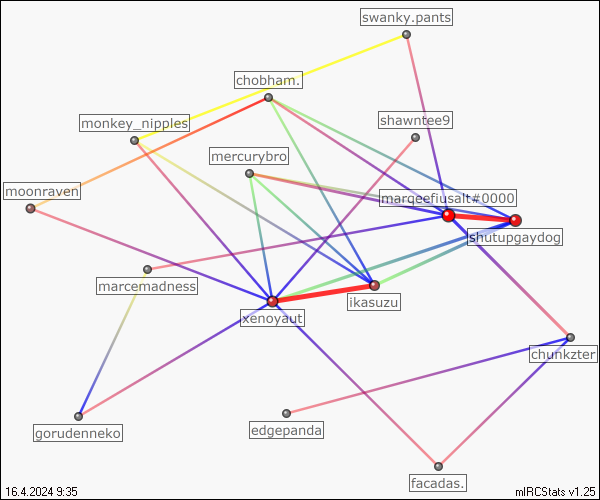 swanky.pants
chobham.
shawntee9
monkey_nipples
mercurybro
moonraven
marqeefiusalt#0000
shutupgaydog
marcemadness
ikasuzu
xenoyaut
chunkzter
gorudenneko
edgepanda
facadas.
16.4.2024 9:35
mIRCStats v1.25